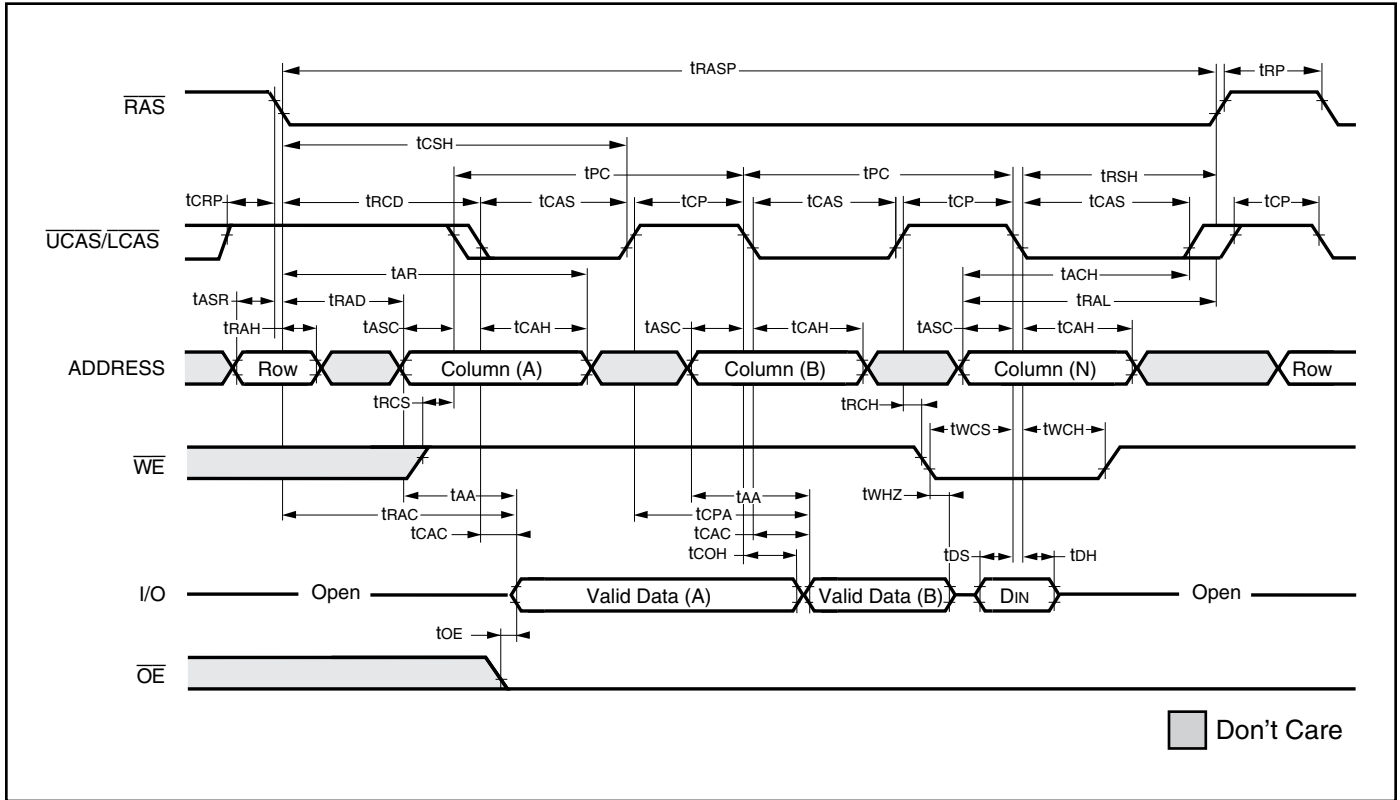 tRASP tRP
RAS
tCSH
tPC tPC tRSH
tCRP tRCD tCAS tCP tCAS tCP tCAS tCP
UCAS/LCAS
tAR tACH
tASR tRAD tRAL
tRAH tASC tCAH tASC tCAH tASC tCAH
ADDRESS Row Column (A) Column (B) Column (N) Row
tRCS tRCH
tWCS tWCH
WE
tAA tAA tWHZ
tRAC tCPA
tCAC tCAC
tCOH tDS tDH
I/O Open Valid Data (A) Valid Data (B) DIN Open
tOE
OE
Don't Care